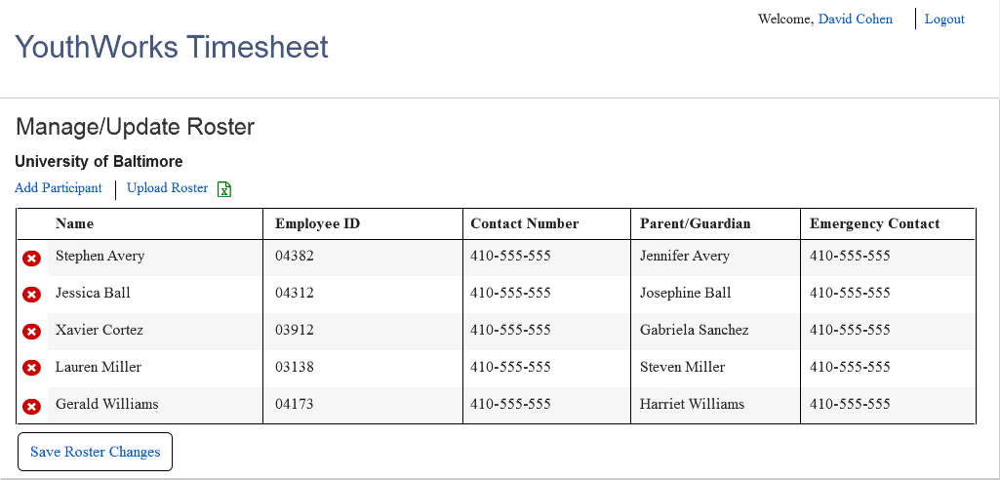 Welcome, David Cohen Logout
YouthWorks Timesheet
Manage/Update Roster
University of Baltimore
Add Participant Upload Roster
Name Employee ID Contact Number Parent/Guardian Emergency Contact
Stephen Avery 04382 410-555-555 Jennifer Avery 410-555-555
Jessica Ball 04312 410-555-555 Josephine Ball 410-555-555
Xavier Cortez 03912 410-555-555 Gabriela Sanchez 410-555-555
Lauren Miller 03138 410-555-555 Steven Miller 410-555-555
Gerald Williams 04173 410-555-555 Harriet Williams 410-555-555
Save Roster Changes